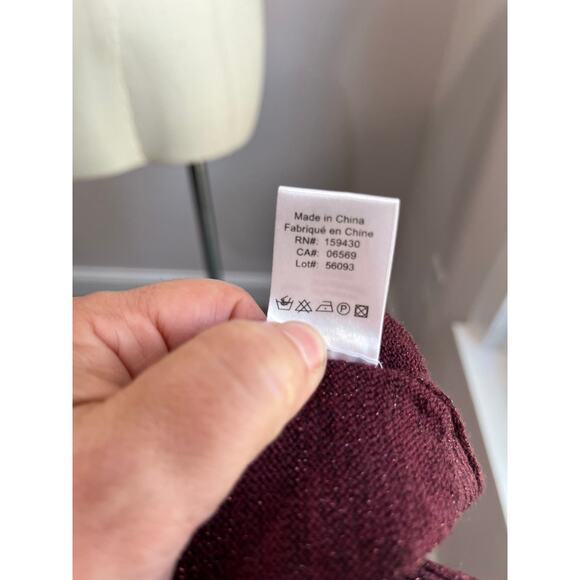 Made in China
Fabriqué en Chine
RN#: 159430
CA#: 06569
Lot#: 56093